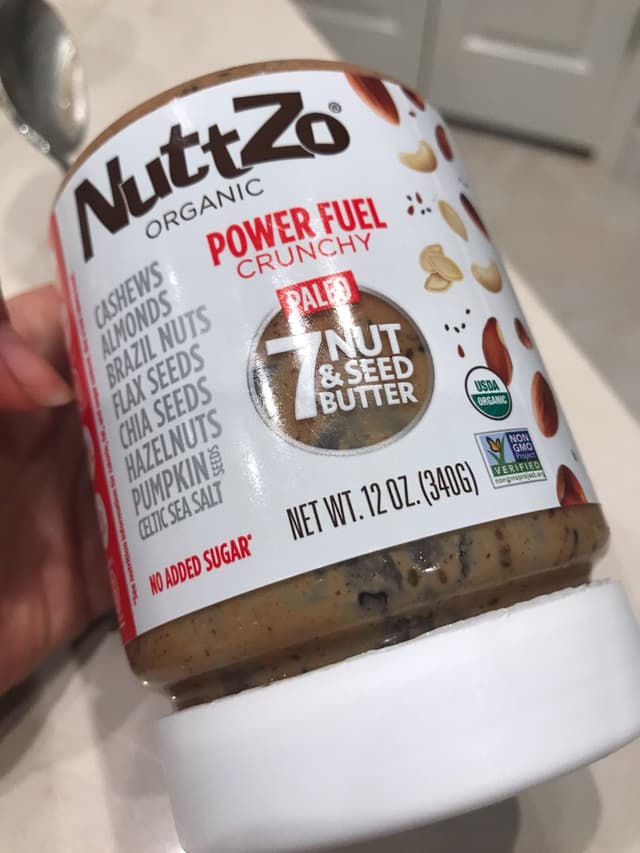 NuttZo®
ORGANIC
POWER FUEL
CRUNCHY
PALEO
7 NUT
& SEED
BUTTER
CASHEWS
ALMONDS
BRAZIL NUTS
FLAX SEEDS
CHIA SEEDS
HAZELNUTS
PUMPKIN SEEDS
CELTIC SEA SALT
NO ADDED SUGAR*
NET WT. 12 OZ. (340G)
USDA
ORGANIC
NON
GMO
Project
VERIFIED
nongmoproject.org